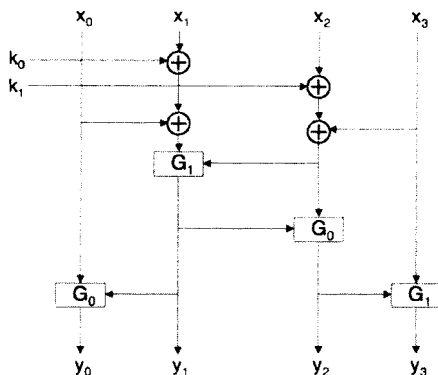 x₀ x₁ x₂ x₃
k₀
k₁
G₁
G₀
G₀ G₁
y₀ y₁ y₂ y₃